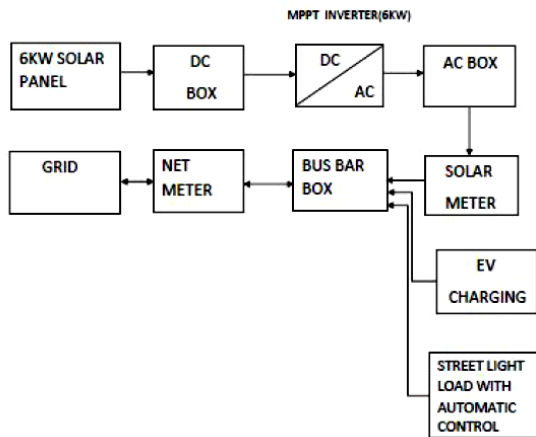 MPPT INVERTER(6KW)
6KW SOLAR
PANEL
DC
BOX
DC
AC
AC BOX
GRID
NET
METER
BUS BAR
BOX
SOLAR
METER
EV
CHARGING
STREET LIGHT
LOAD WITH
AUTOMATIC
CONTROL